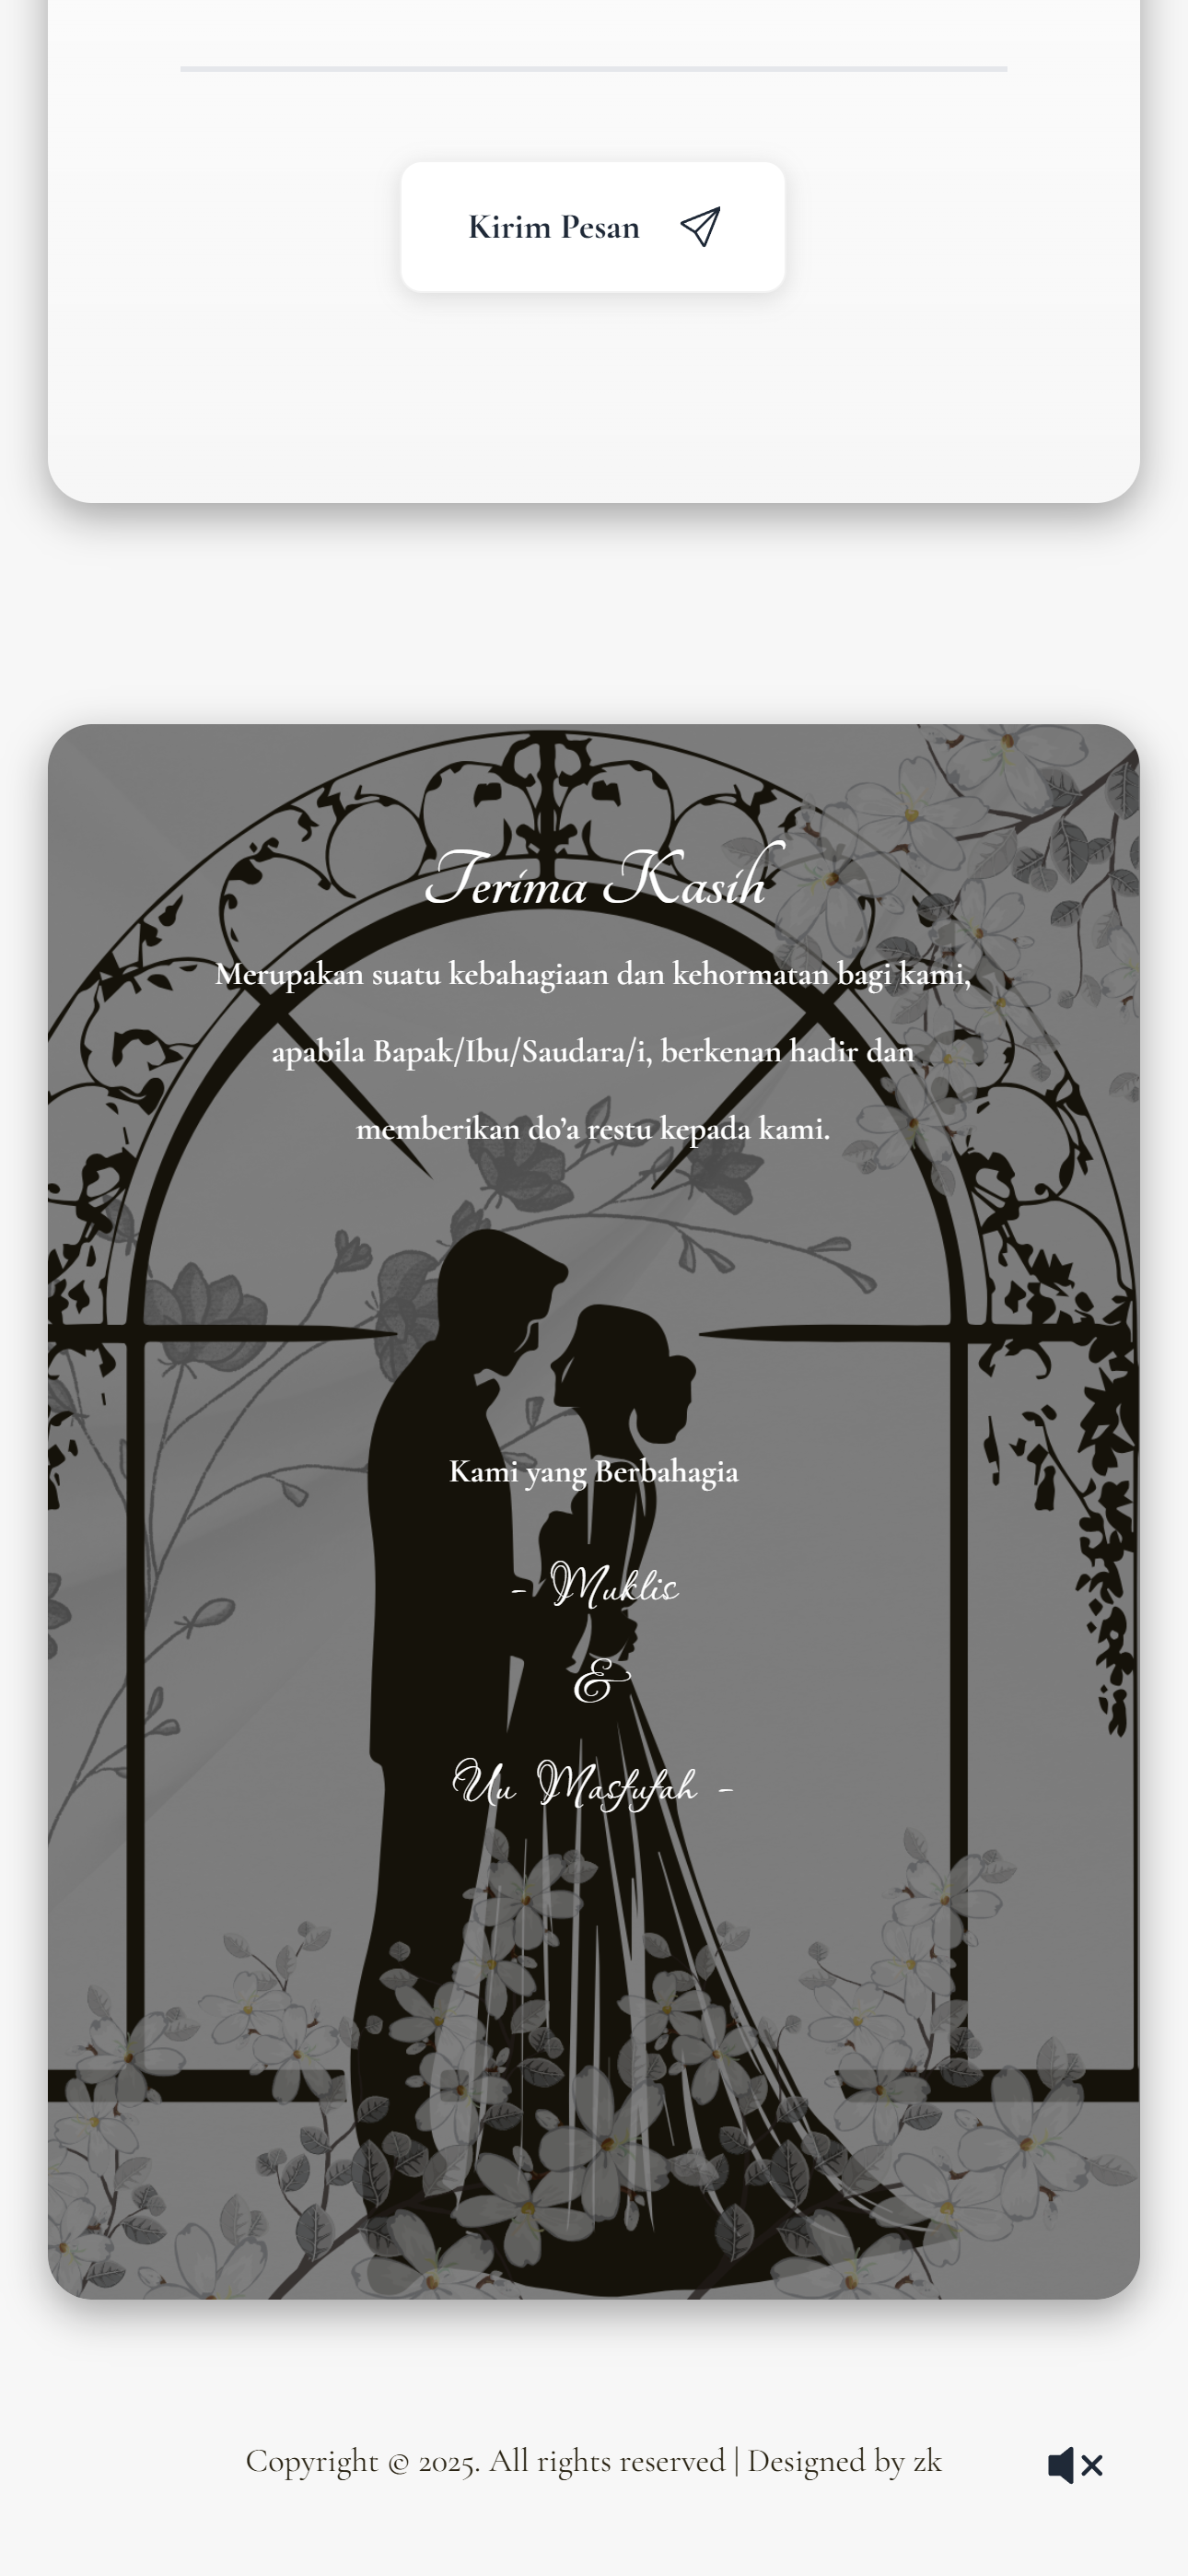 Kirim Pesan
Terima Kasih
Merupakan suatu kebahagiaan dan kehormatan bagi kami,
apabila Bapak/Ibu/Saudara/i, berkenan hadir dan
memberikan do’a restu kepada kami.
Kami yang Berbahagia
- Muklis
&
Uu Masfufah -
Copyright © 2025. All rights reserved | Designed by zk